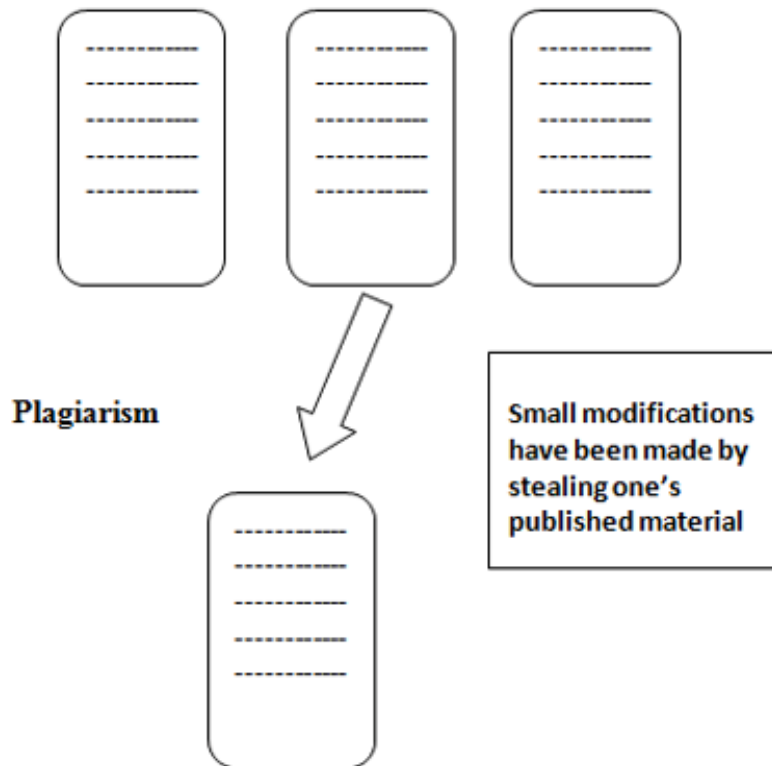 Plagiarism
Small modifications
have been made by
stealing one's
published material